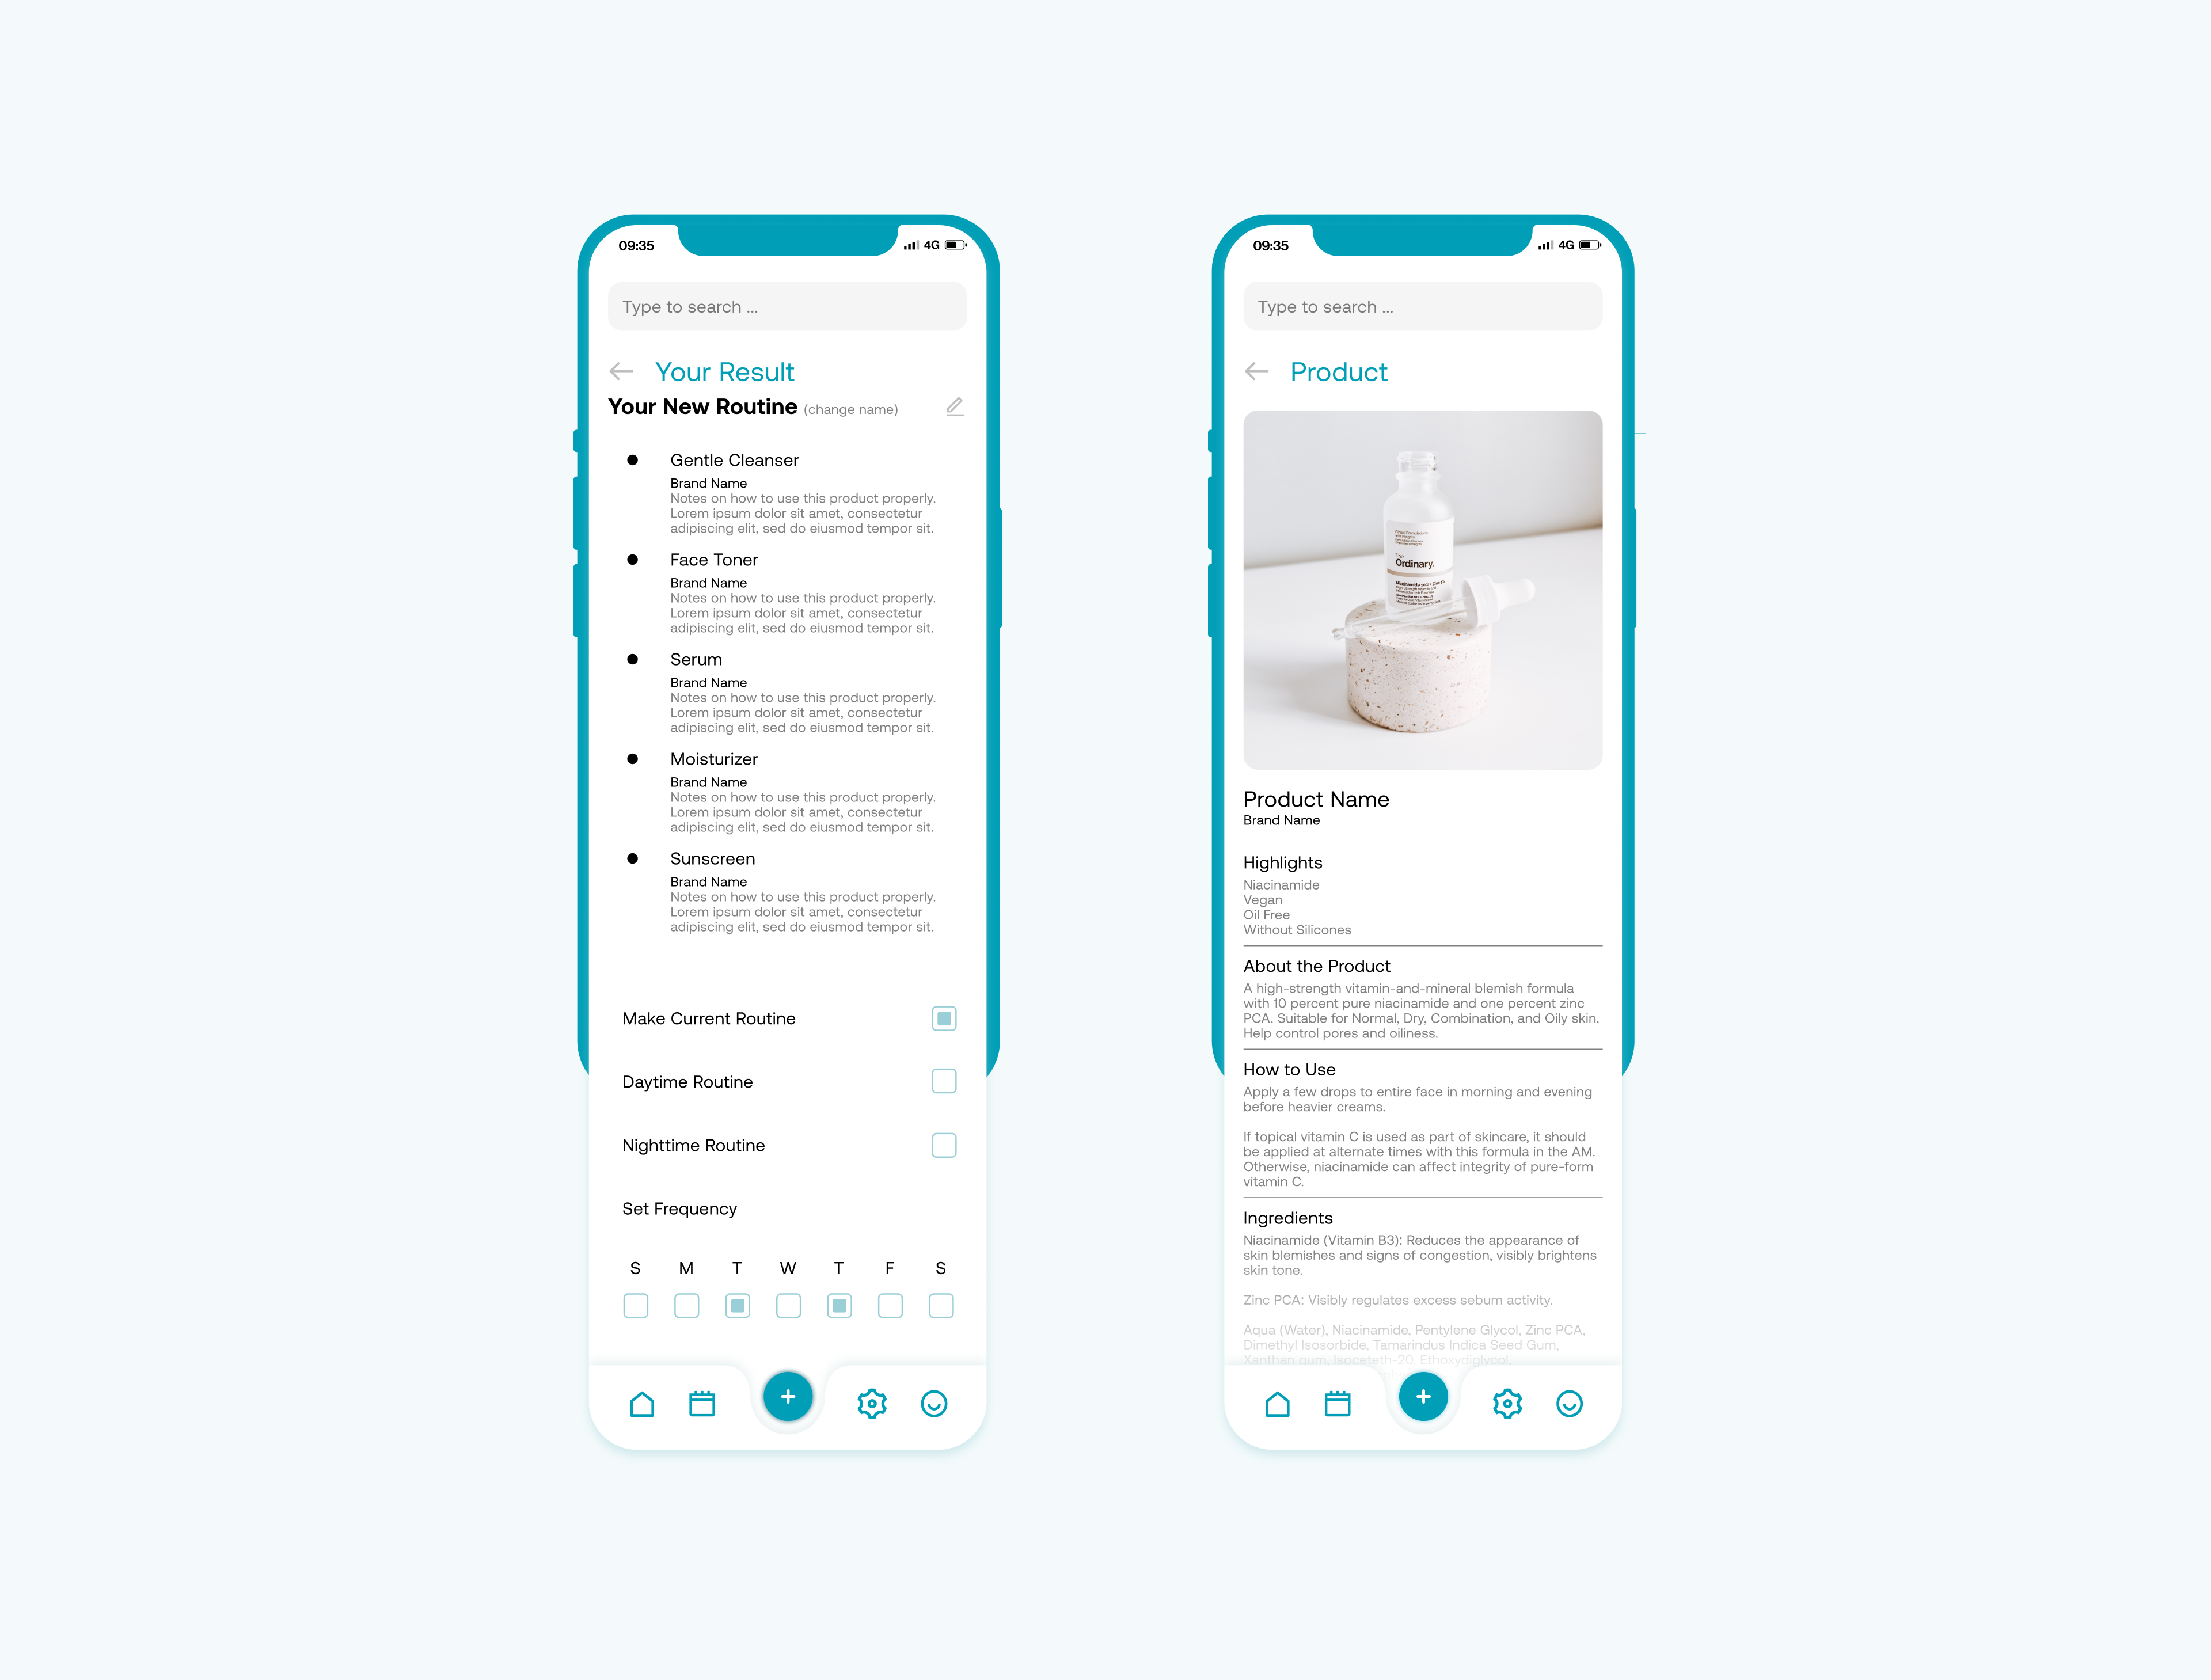 09:35
4G
Type to search ...
Your Result
Your New Routine (change name)
Gentle Cleanser
Brand Name
Notes on how to use this product properly.
Lorem ipsum dolor sit amet, consectetur
adipiscing elit, sed do eiusmod tempor sit.
Face Toner
Brand Name
Notes on how to use this product properly.
Lorem ipsum dolor sit amet, consectetur
adipiscing elit, sed do eiusmod tempor sit.
Serum
Brand Name
Notes on how to use this product properly.
Lorem ipsum dolor sit amet, consectetur
adipiscing elit, sed do eiusmod tempor sit.
Moisturizer
Brand Name
Notes on how to use this product properly.
Lorem ipsum dolor sit amet, consectetur
adipiscing elit, sed do eiusmod tempor sit.
Sunscreen
Brand Name
Notes on how to use this product properly.
Lorem ipsum dolor sit amet, consectetur
adipiscing elit, sed do eiusmod tempor sit.
Make Current Routine
Daytime Routine
Nighttime Routine
Set Frequency
S M T W T F S
09:35
4G
Type to search ...
Product
Clinical Formulations
with Integrity.
The
Ordinary.
Niacinamide 10% + Zinc 1%
Product Name
Brand Name
Highlights
Niacinamide
Vegan
Oil Free
Without Silicones
About the Product
A high-strength vitamin-and-mineral blemish formula
with 10 percent pure niacinamide and one percent zinc
PCA. Suitable for Normal, Dry, Combination, and Oily skin.
Help control pores and oiliness.
How to Use
Apply a few drops to entire face in morning and evening
before heavier creams.
If topical vitamin C is used as part of skincare, it should
be applied at alternate times with this formula in the AM.
Otherwise, niacinamide can affect integrity of pure-form
vitamin C.
Ingredients
Niacinamide (Vitamin B3): Reduces the appearance of
skin blemishes and signs of congestion, visibly brightens
skin tone.
Zinc PCA: Visibly regulates excess sebum activity.
Aqua (Water), Niacinamide, Pentylene Glycol, Zinc PCA,
Dimethyl Isosorbide, Tamarindus Indica Seed Gum,
Xanthan gum, Isoceteth-20, Ethoxydiglycol,